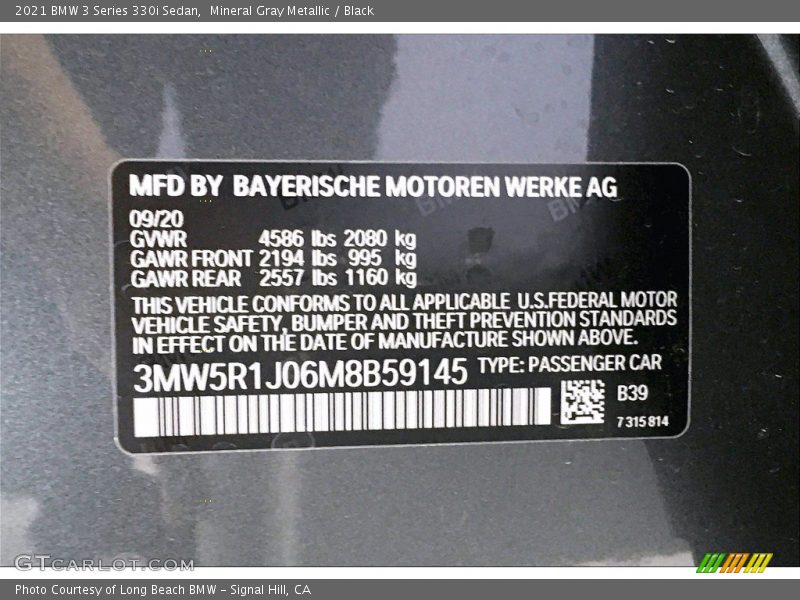 2021 BMW 3 Series 330i Sedan,  Mineral Gray Metallic / Black
MFD BY BAYERISCHE MOTOREN WERKE AG
09/20
GVWR 4586 lbs 2080 kg
GAWR FRONT 2194 lbs 995 kg
GAWR REAR 2557 lbs 1160 kg
THIS VEHICLE CONFORMS TO ALL APPLICABLE U.S.FEDERAL MOTOR
VEHICLE SAFETY, BUMPER AND THEFT PREVENTION STANDARDS
IN EFFECT ON THE DATE OF MANUFACTURE SHOWN ABOVE.
3MW5R1J06M8B59145 TYPE: PASSENGER CAR
B39
7 315 814
GTCARLOT.COM
Photo Courtesy of Long Beach BMW - Signal Hill, CA